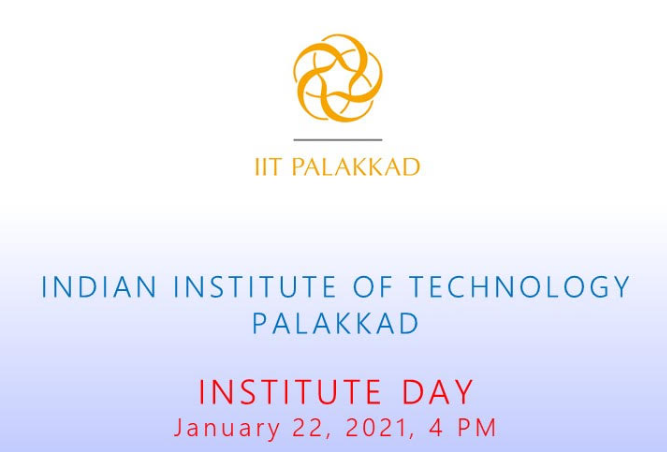 IIT PALAKKAD
INDIAN INSTITUTE OF TECHNOLOGY
PALAKKAD
INSTITUTE DAY
January 22, 2021, 4 PM